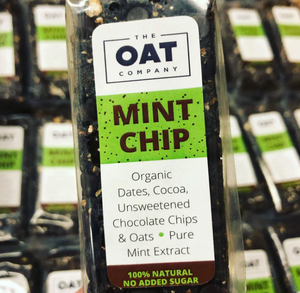 THE
OAT
COMPANY
MINT
CHIP
Organic
Dates, Cocoa,
Unsweetened
Chocolate Chips
& Oats • Pure
Mint Extract
100% NATURAL
NO ADDED SUGAR